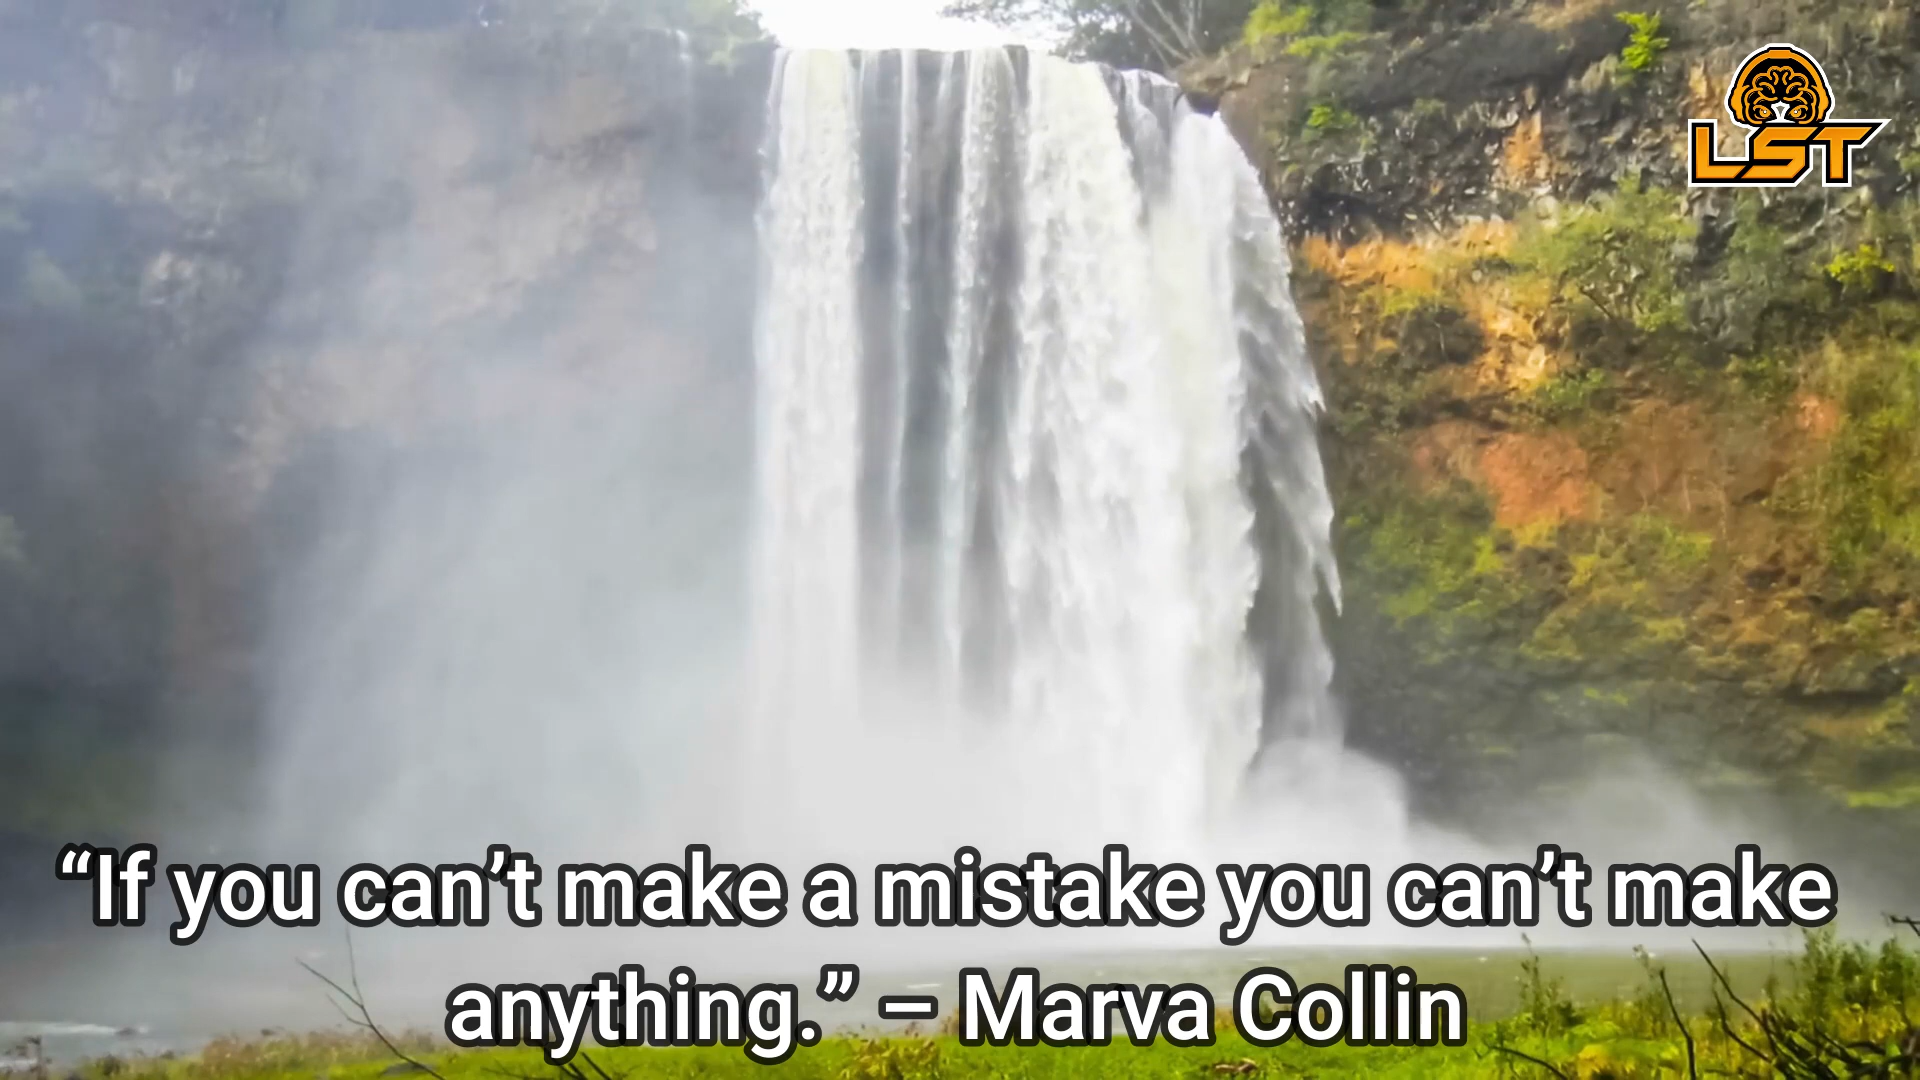 LST
“If you can’t make a mistake you can’t make
anything.” – Marva Collin